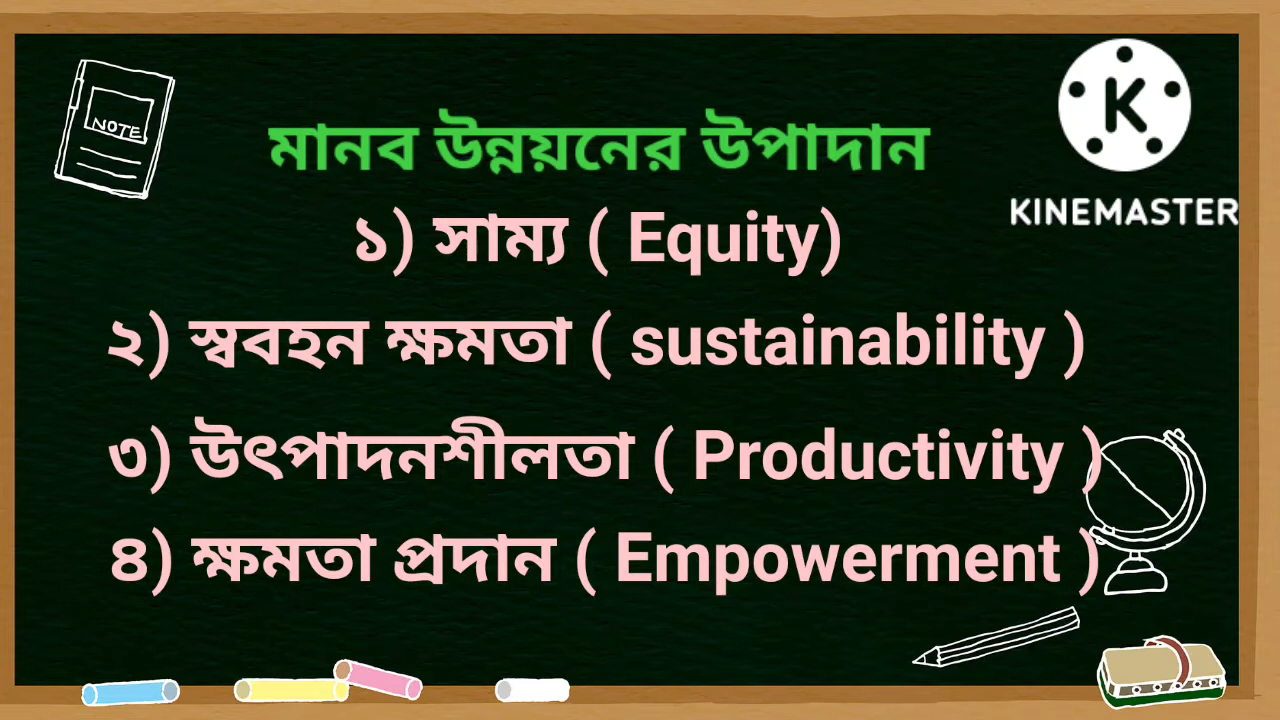 NOTE
KINEMASTER
মানব উন্নয়নের উপাদান
১) সাম্য ( Equity)
২) স্ববহন ক্ষমতা ( sustainability )
৩) উৎপাদনশীলতা ( Productivity )
৪) ক্ষমতা প্রদান ( Empowerment )